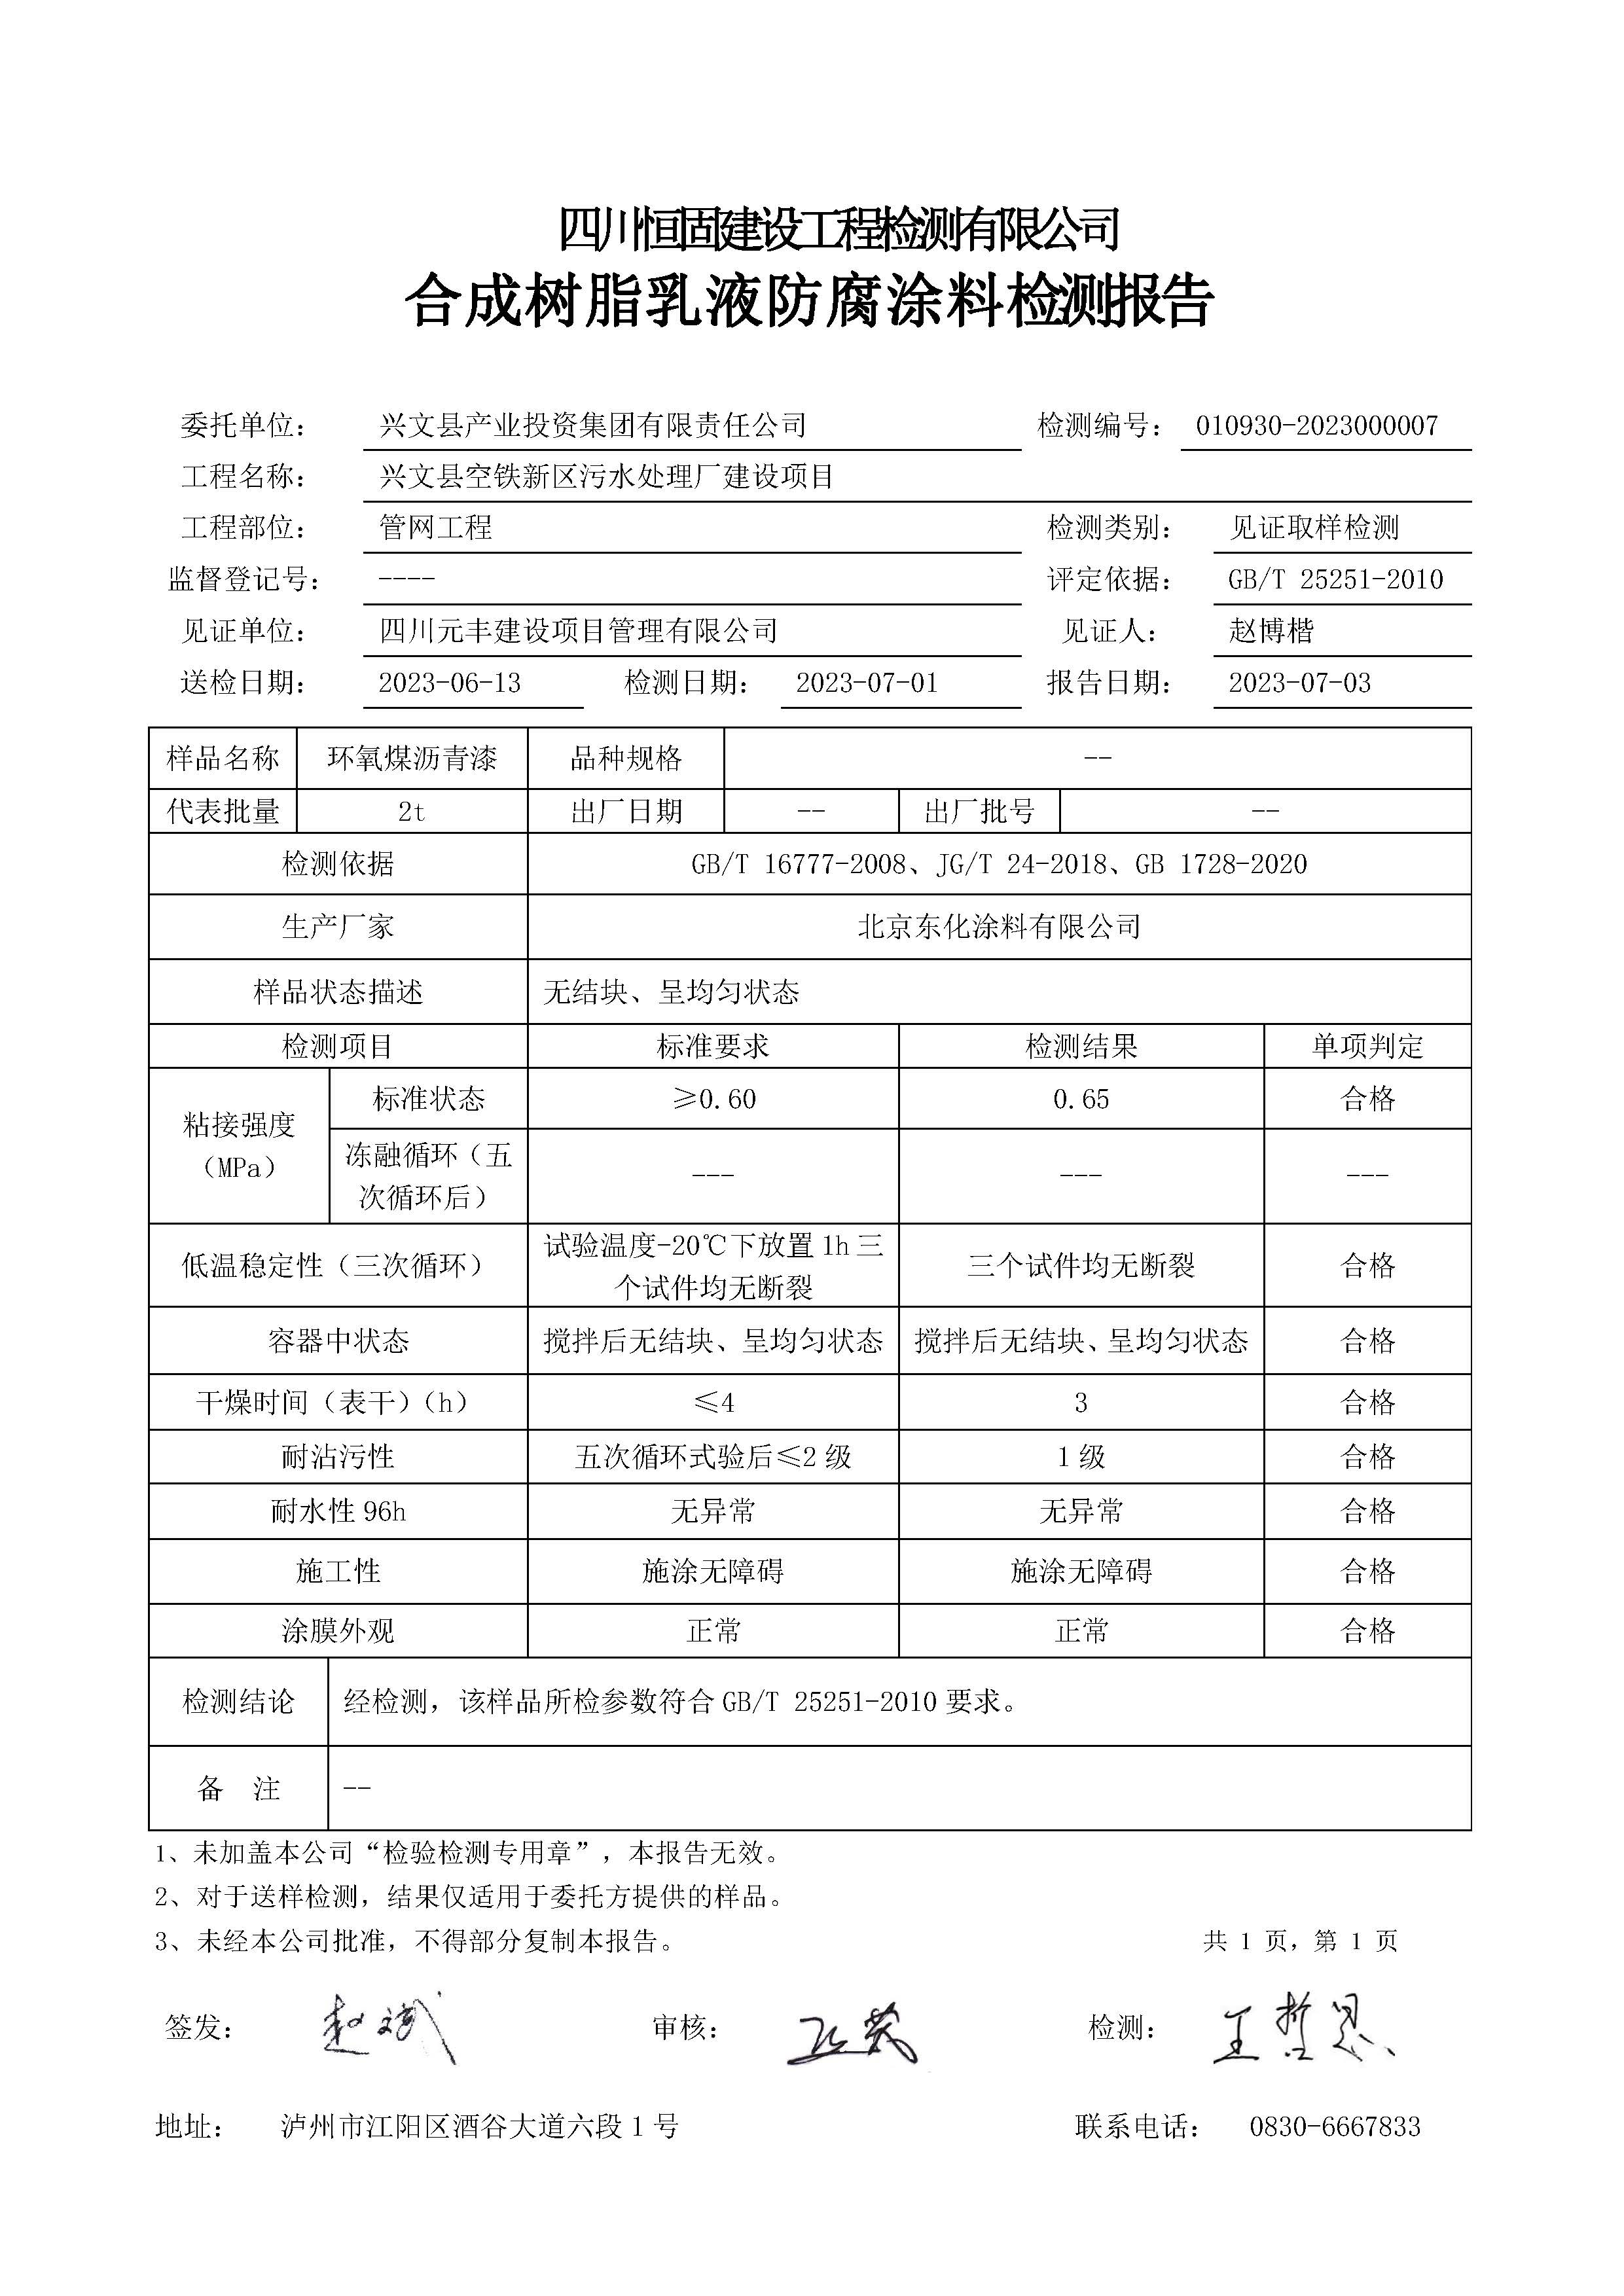 四川恒固建设工程检测有限公司
合成树脂乳液防腐涂料检测报告
委托单位： 兴文县产业投资集团有限责任公司 检测编号： 010930-2023000007
工程名称： 兴文县空铁新区污水处理厂建设项目
工程部位： 管网工程 检测类别： 见证取样检测
监督登记号： ---- 评定依据： GB/T 25251-2010
见证单位： 四川元丰建设项目管理有限公司 见证人： 赵博楷
送检日期： 2023-06-13 检测日期： 2023-07-01 报告日期： 2023-07-03
样品名称 环氧煤沥青漆 品种规格 --
代表批量 2t 出厂日期 -- 出厂批号 --
检测依据 GB/T 16777-2008、JG/T 24-2018、GB 1728-2020
生产厂家 北京东化涂料有限公司
样品状态描述 无结块、呈均匀状态
检测项目 标准要求 检测结果 单项判定
粘接强度
（MPa）
标准状态 ≥0.60 0.65 合格
冻融循环（五
次循环后） --- --- ---
低温稳定性（三次循环） 试验温度-20℃下放置1h三
个试件均无断裂 三个试件均无断裂 合格
容器中状态 搅拌后无结块、呈均匀状态 搅拌后无结块、呈均匀状态 合格
干燥时间（表干）（h） ≤4 3 合格
耐沾污性 五次循环式验后≤2级 1级 合格
耐水性96h 无异常 无异常 合格
施工性 施涂无障碍 施涂无障碍 合格
涂膜外观 正常 正常 合格
检测结论 经检测，该样品所检参数符合GB/T 25251-2010要求。
备 注 --
1、未加盖本公司“检验检测专用章”，本报告无效。
2、对于送样检测，结果仅适用于委托方提供的样品。
3、未经本公司批准，不得部分复制本报告。 共 1 页，第 1 页
签发： 审核： 检测： 王哲恩
地址： 泸州市江阳区酒谷大道六段1号 联系电话： 0830-6667833